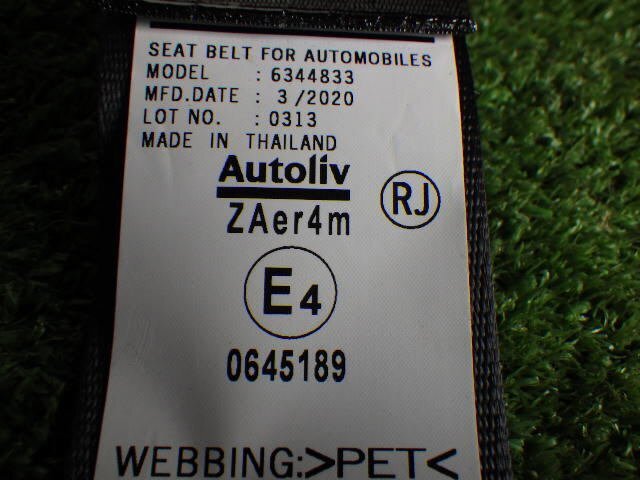 SEAT BELT FOR AUTOMOBILES
MODEL : 6344833
MFD.DATE : 3/2020
LOT NO. : 0313
MADE IN THAILAND
Autoliv
ZAer4m
RJ
E4
0645189
WEBBING:>PET<